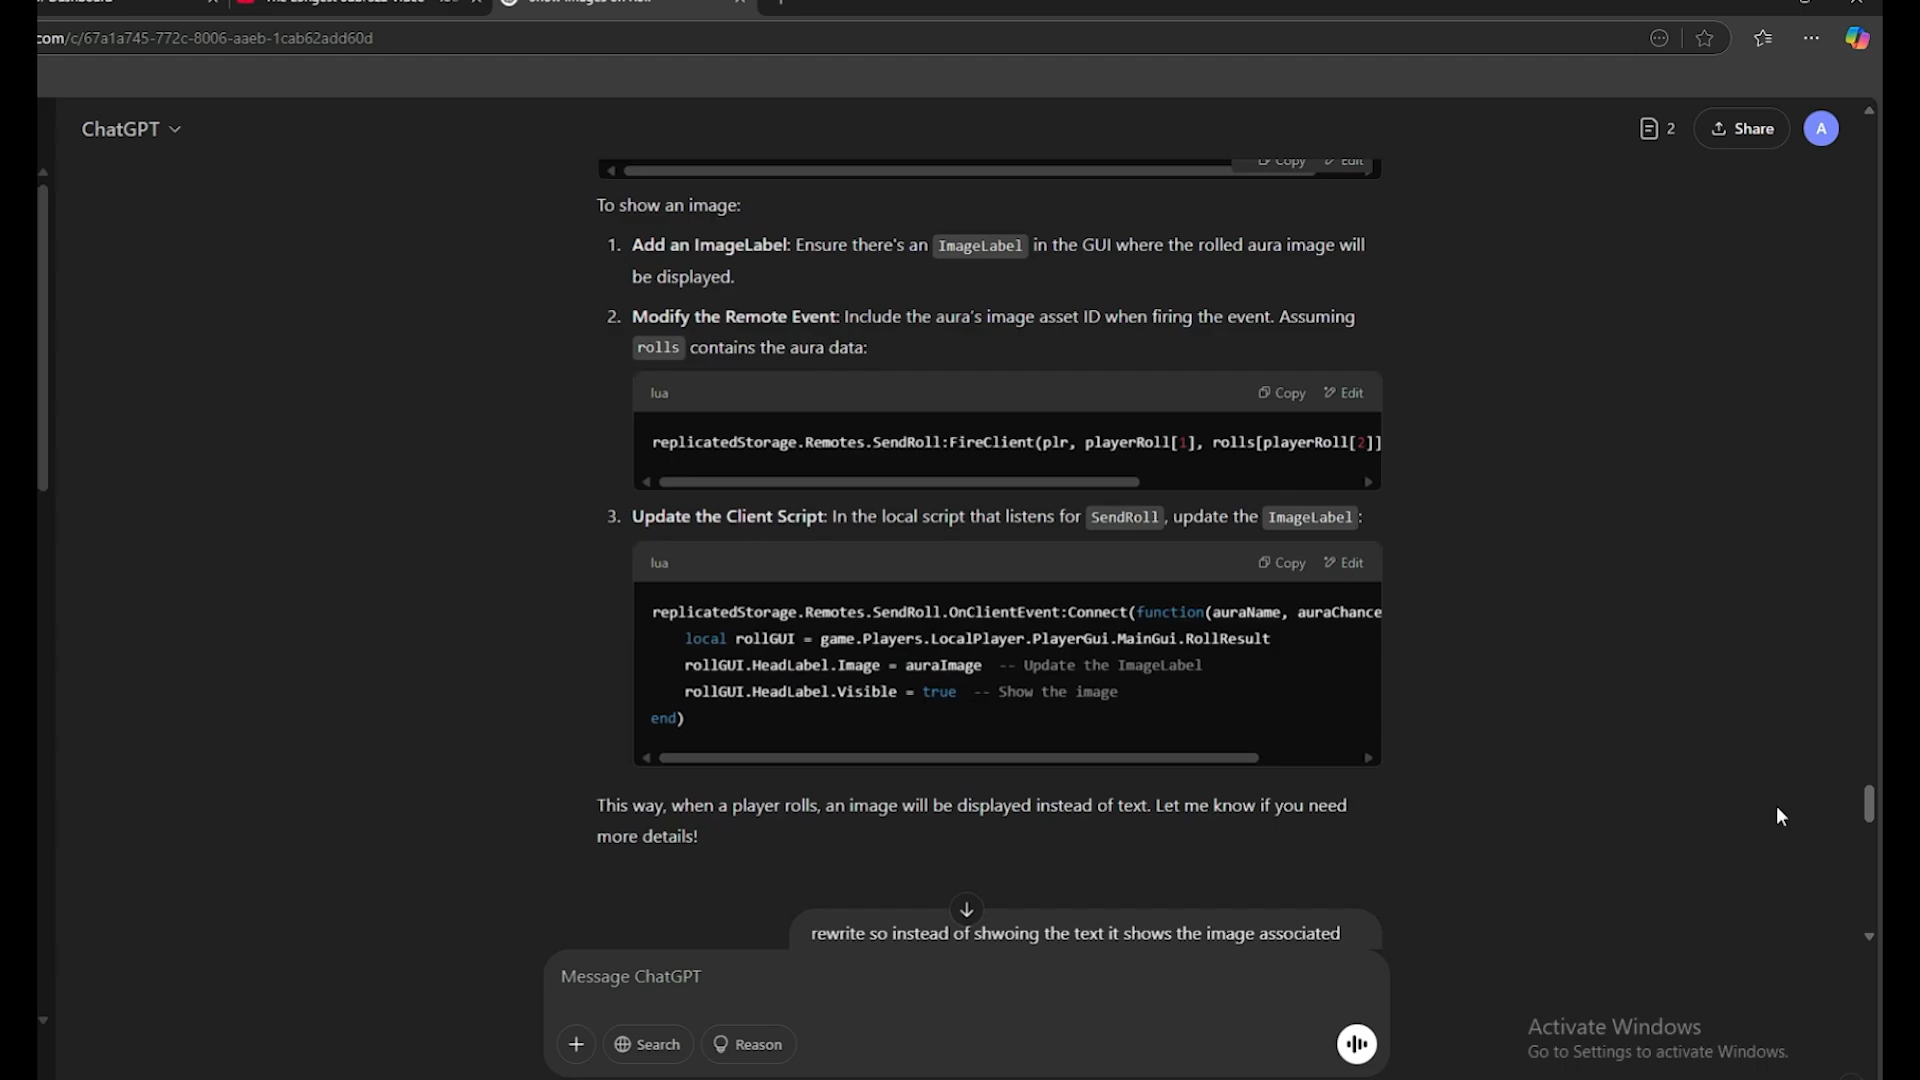 com/c/67a1a745-772c-8006-aaeb-1cab62add60d
ChatGPT
2
Share
A
Copy Edit
To show an image:
1. Add an ImageLabel: Ensure there's an ImageLabel in the GUI where the rolled aura image will
be displayed.
2. Modify the Remote Event: Include the aura's image asset ID when firing the event. Assuming
rolls contains the aura data:
lua Copy Edit
replicatedStorage.Remotes.SendRoll:FireClient(plr, playerRoll[1], rolls[playerRoll[2]]
3. Update the Client Script: In the local script that listens for SendRoll, update the ImageLabel:
lua Copy Edit
replicatedStorage.Remotes.SendRoll.OnClientEvent:Connect(function(auraName, auraChance
local rollGUI = game.Players.LocalPlayer.PlayerGui.MainGui.RollResult
rollGUI.HeadLabel.Image = auraImage -- Update the ImageLabel
rollGUI.HeadLabel.Visible = true -- Show the image
end)
This way, when a player rolls, an image will be displayed instead of text. Let me know if you need
more details!
rewrite so instead of shwoing the text it shows the image associated
Message ChatGPT
Search Reason
Activate Windows
Go to Settings to activate Windows.